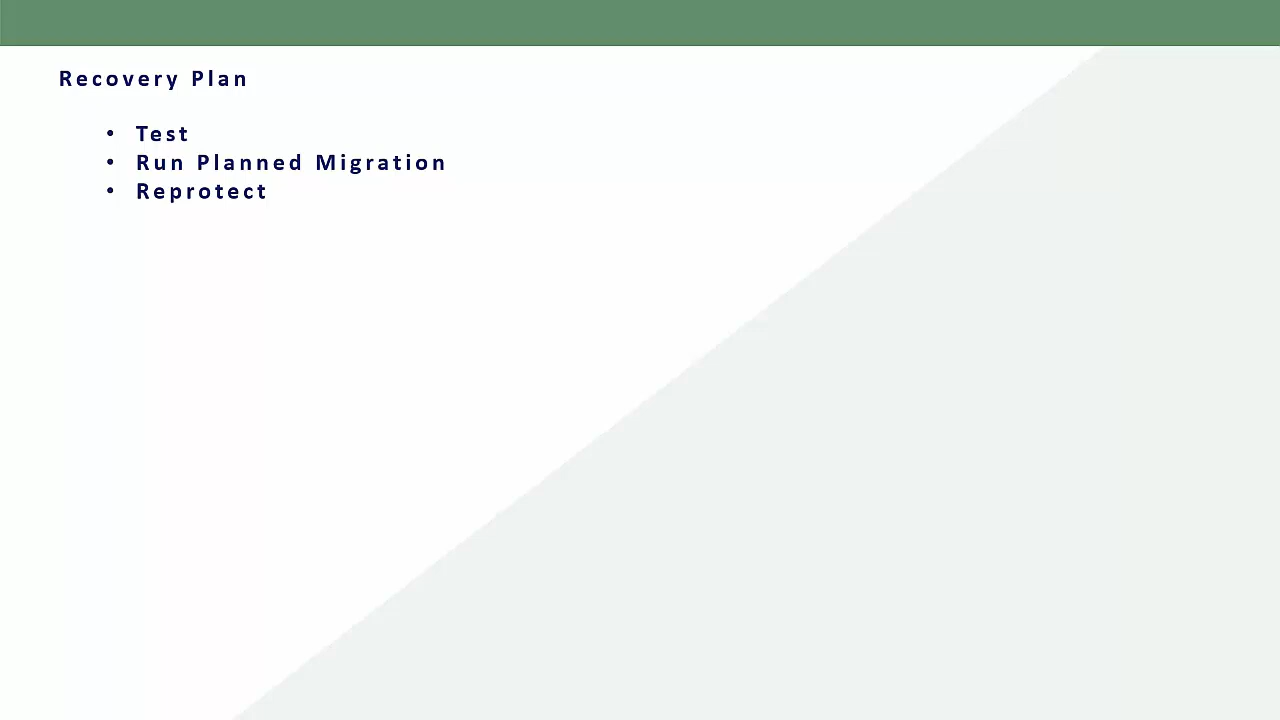 Recovery Plan
• Test
• Run Planned Migration
• Reprotect